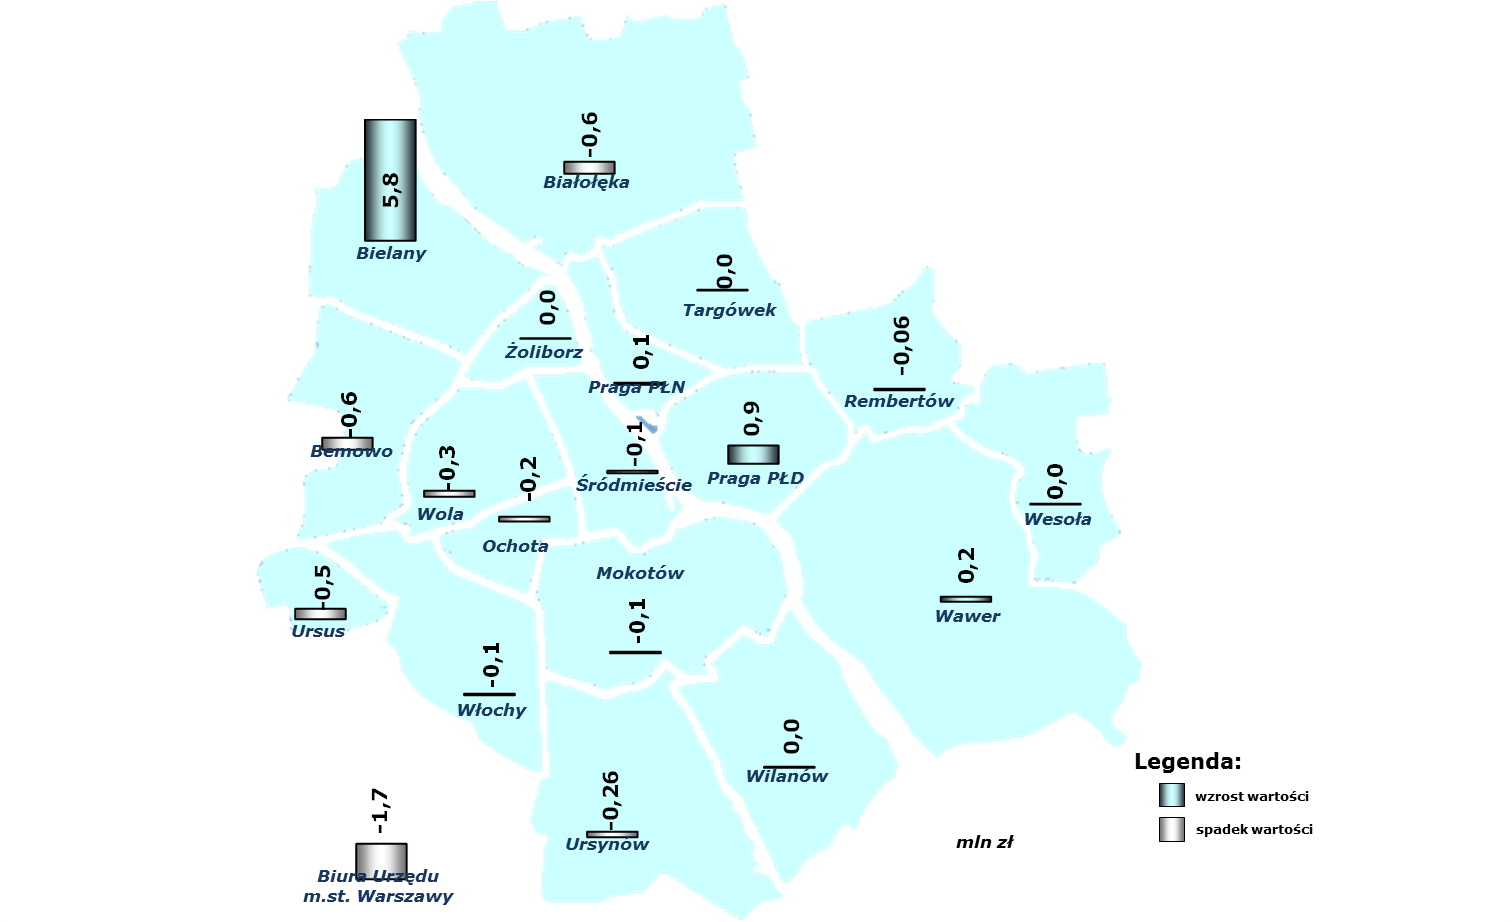 -0,6
Białołęka
5,8
Bielany
0,0
Targówek
0,0
Żoliborz
0,1
Praga PŁN
-0,06
Rembertów
-0,6
Bemowo
-0,3
Wola
-0,2
Ochota
-0,1
Śródmieście
0,9
Praga PŁD
0,0
Wesoła
Mokotów
-0,1
0,2
Wawer
-0,5
Ursus
-0,1
Włochy
0,0
Wilanów
-0,26
Ursynów
-1,7
Biura Urzędu
m.st. Warszawy
mln zł
Legenda:
wzrost wartości
spadek wartości